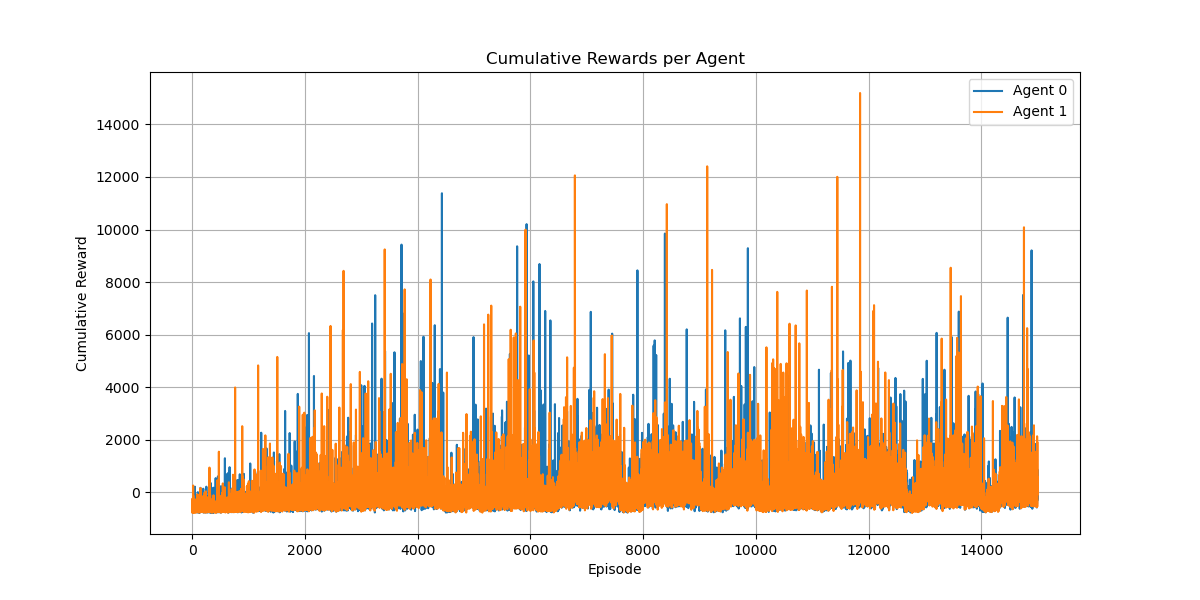 Cumulative Rewards per Agent
Agent 0
Agent 1
14000
12000
10000
8000
6000
4000
2000
0
Cumulative Reward
0 2000 4000 6000 8000 10000 12000 14000
Episode